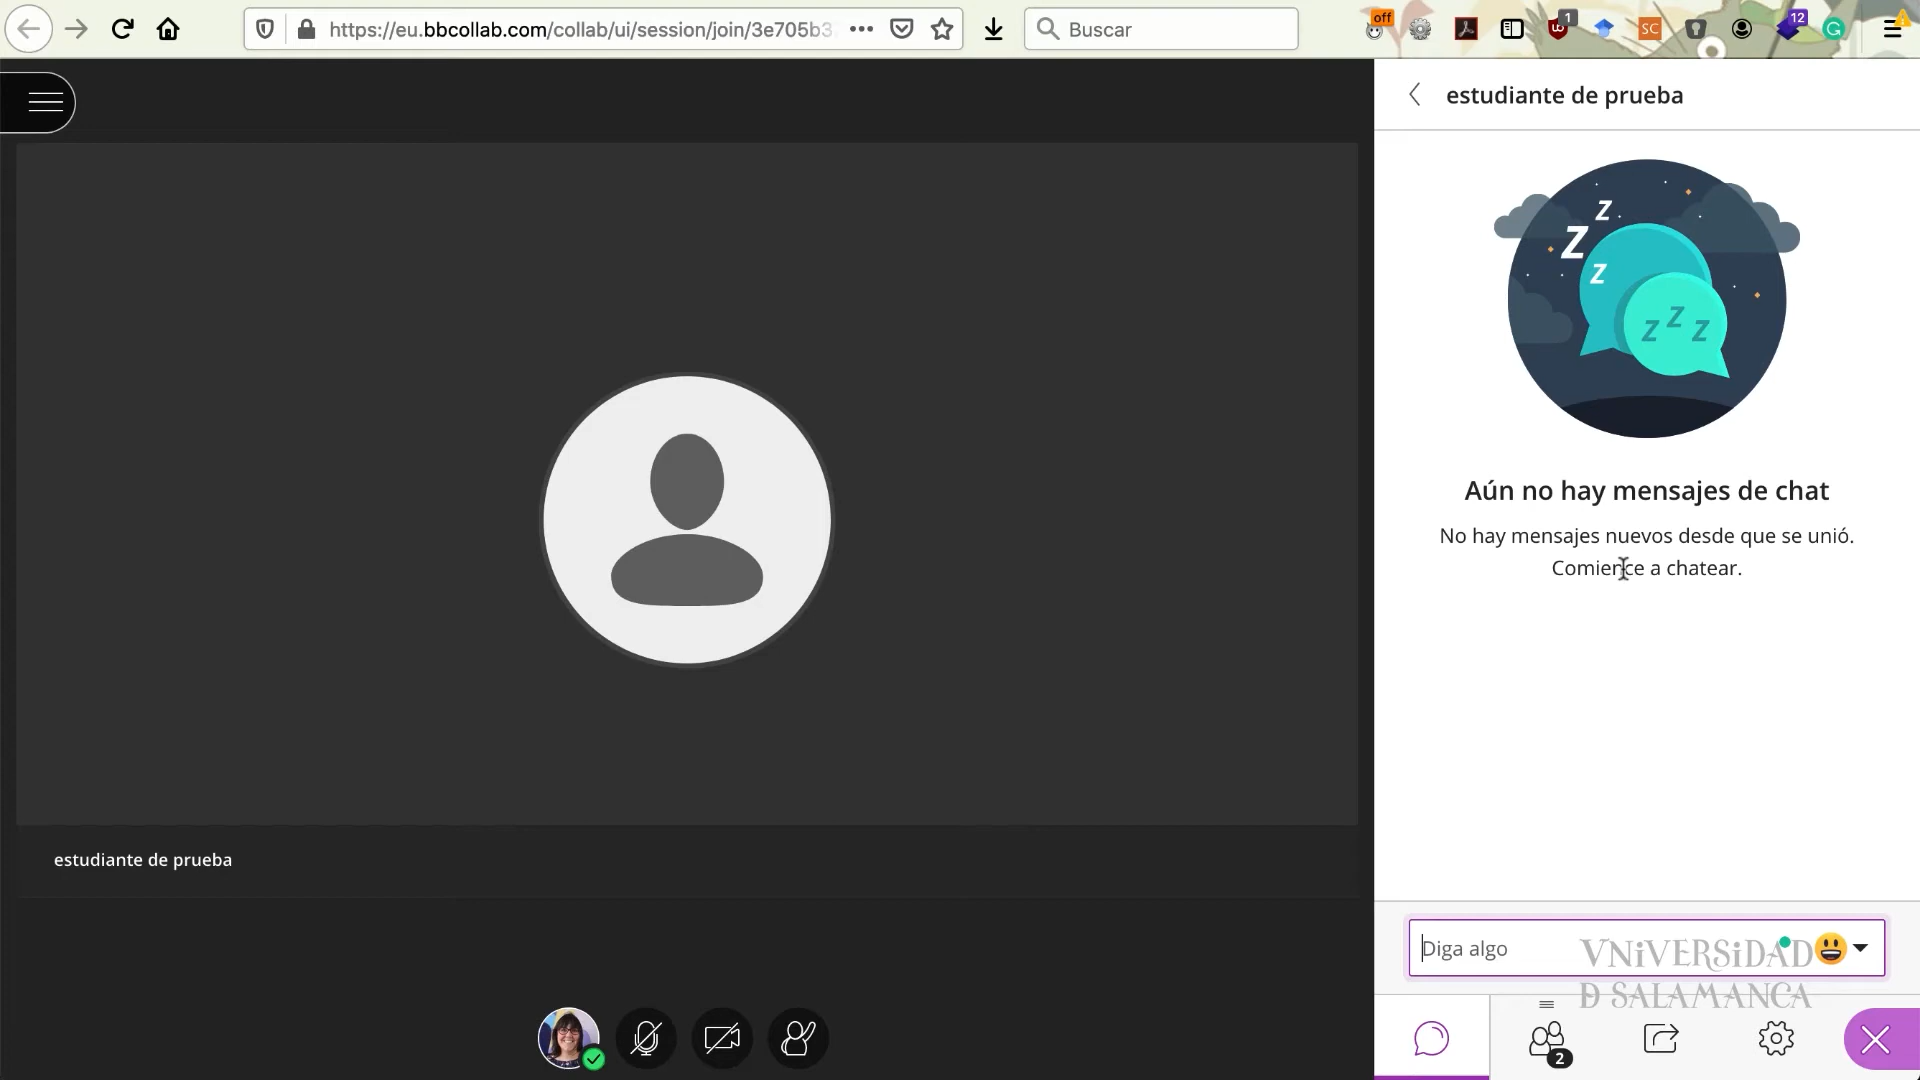 https://eu.bbcollab.com/collab/ui/session/join/3e705b3
Buscar
off
SC
1
12
estudiante de prueba
Z
Z
Z
Z Z Z
Aún no hay mensajes de chat
No hay mensajes nuevos desde que se unió.
Comience a chatear.
estudiante de prueba
Diga algo
VNiVERSiDAD
Ð SALAMANCA
2